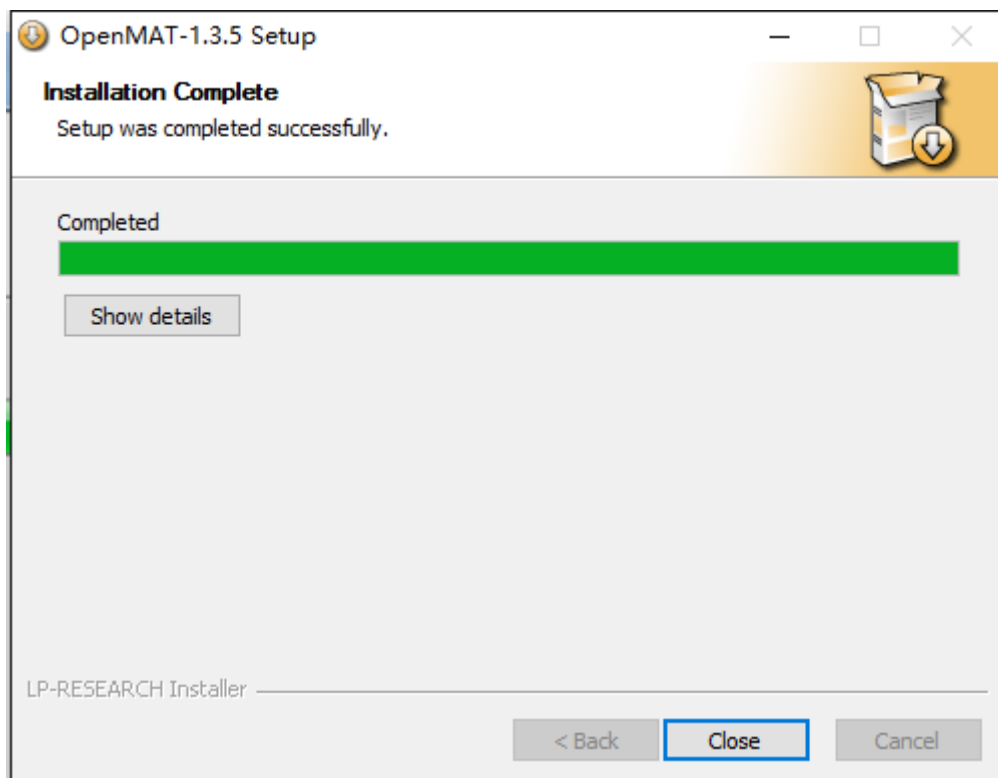 OpenMAT-1.3.5 Setup
Installation Complete
Setup was completed successfully.
Completed
Show details
LP-RESEARCH Installer
< Back
Close
Cancel